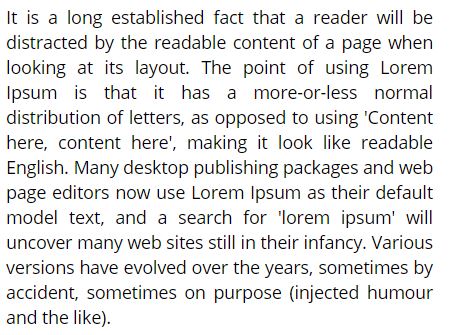 It is a long established fact that a reader will be
distracted by the readable content of a page when
looking at its layout. The point of using Lorem
Ipsum is that it has a more-or-less normal
distribution of letters, as opposed to using 'Content
here, content here', making it look like readable
English. Many desktop publishing packages and web
page editors now use Lorem Ipsum as their default
model text, and a search for 'lorem ipsum' will
uncover many web sites still in their infancy. Various
versions have evolved over the years, sometimes by
accident, sometimes on purpose (injected humour
and the like).